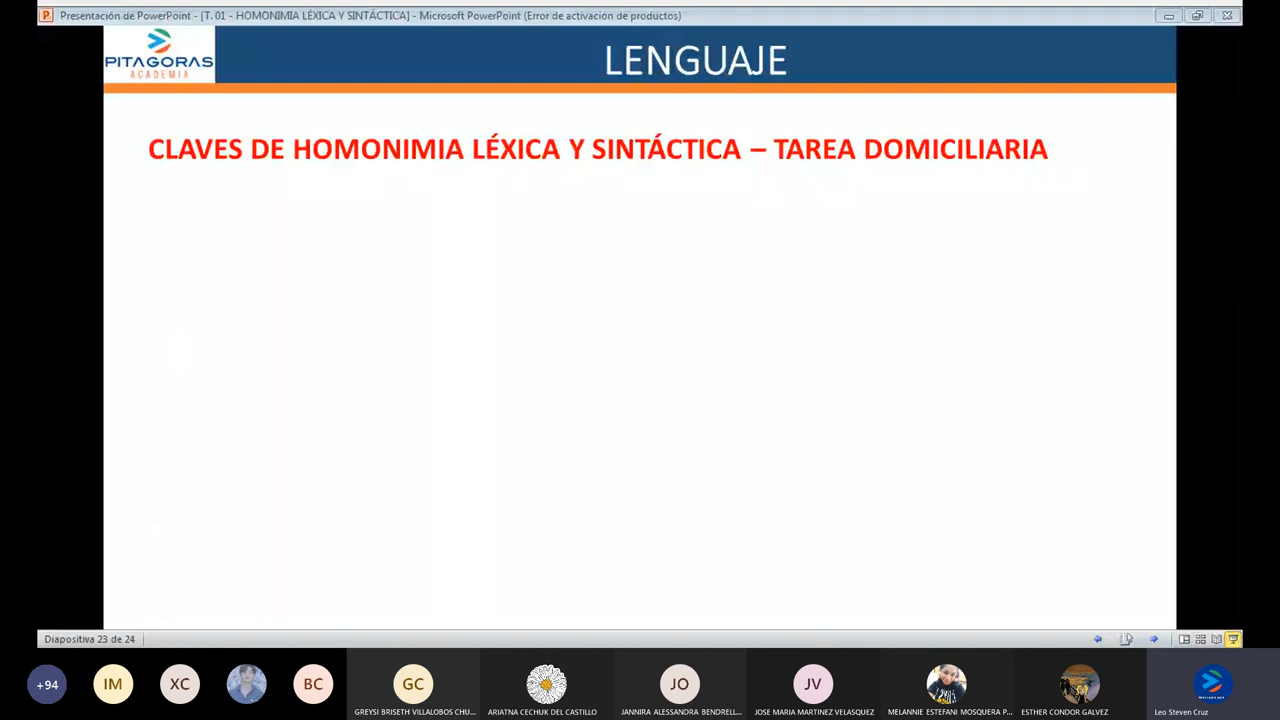 Presentación de PowerPoint - [T. 01 - HOMONIMIA LÉXICA Y SINTÁCTICA] - Microsoft PowerPoint (Error de activación de productos)
PITAGORAS
ACADEMIA
LENGUAJE
CLAVES DE HOMONIMIA LÉXICA Y SINTÁCTICA – TAREA DOMICILIARIA
Diapositiva 23 de 24
+94
IM
XC
BC
GC
JO
JV
GREYSI BRISETH VILLALOBOS CHU...
ARIATNA CECHUK DEL CASTILLO
JANNIRA ALESSANDRA BENDREL...
JOSE MARIA MARTINEZ VELASQUEZ
MELANNIE ESTEFANI MOSQUERA P...
ESTHER CONDOR GALVEZ
Leo Steven Cruz